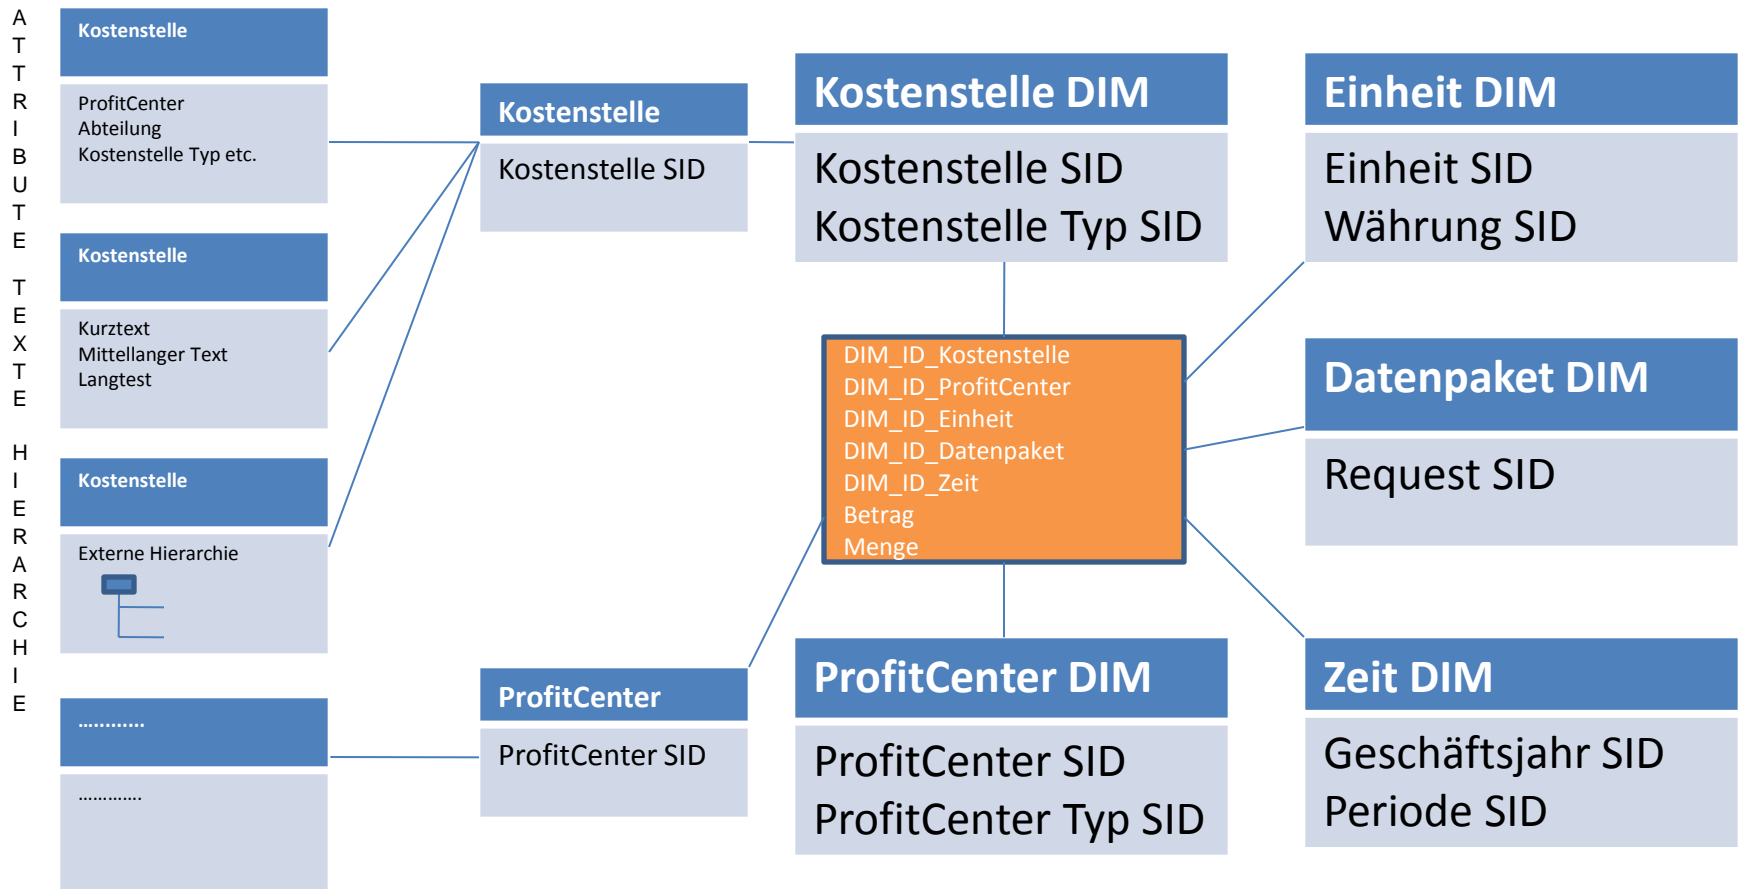 ATTRIBUTE
TEXTE
HIERARCHIE
Kostenstelle
ProfitCenter
Abteilung
Kostenstelle Typ etc.
Kostenstelle
Kurztext
Mittellanger Text
Langtest
Kostenstelle
Externe Hierarchie
............
.............
Kostenstelle
Kostenstelle SID
ProfitCenter
ProfitCenter SID
Kostenstelle DIM
Kostenstelle SID
Kostenstelle Typ SID
DIM_ID_Kostenstelle
DIM_ID_ProfitCenter
DIM_ID_Einheit
DIM_ID_Datenpaket
DIM_ID_Zeit
Betrag
Menge
ProfitCenter DIM
ProfitCenter SID
ProfitCenter Typ SID
Einheit DIM
Einheit SID
Währung SID
Datenpaket DIM
Request SID
Zeit DIM
Geschäftsjahr SID
Periode SID